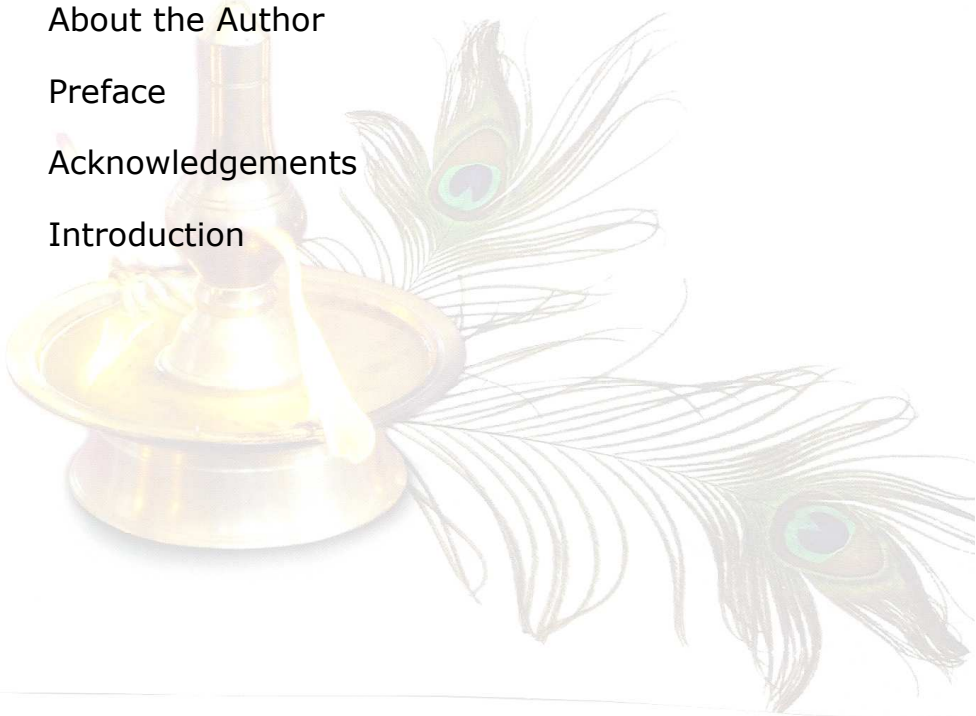 About the Author
Preface
Acknowledgements
Introduction